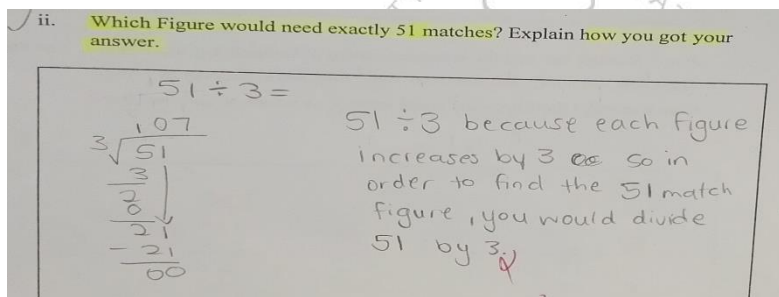 ii. Which Figure would need exactly 51 matches? Explain how you got your
answer.
51 ÷ 3 =
107
3 51
3
2
0
21
- 21
00
51 ÷ 3 because each figure
increases by 3 so in
order to find the 51 match
figure, you would divide
51 by 3.